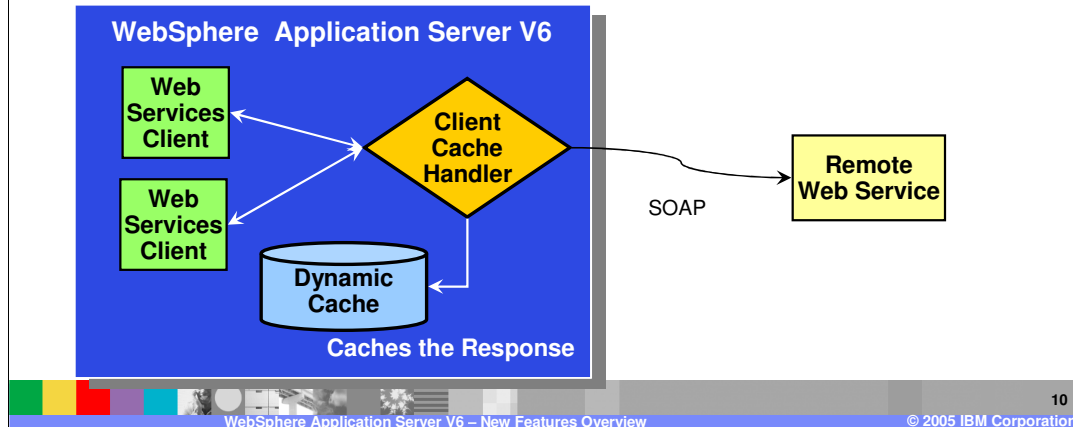 WebSphere Application Server V6
Web
Services
Client
Client
Cache
Handler
Remote
Web Service
SOAP
Web
Services
Client
Dynamic
Cache
Caches the Response
10
WebSphere Application Server V6 – New Features Overview
© 2005 IBM Corporation